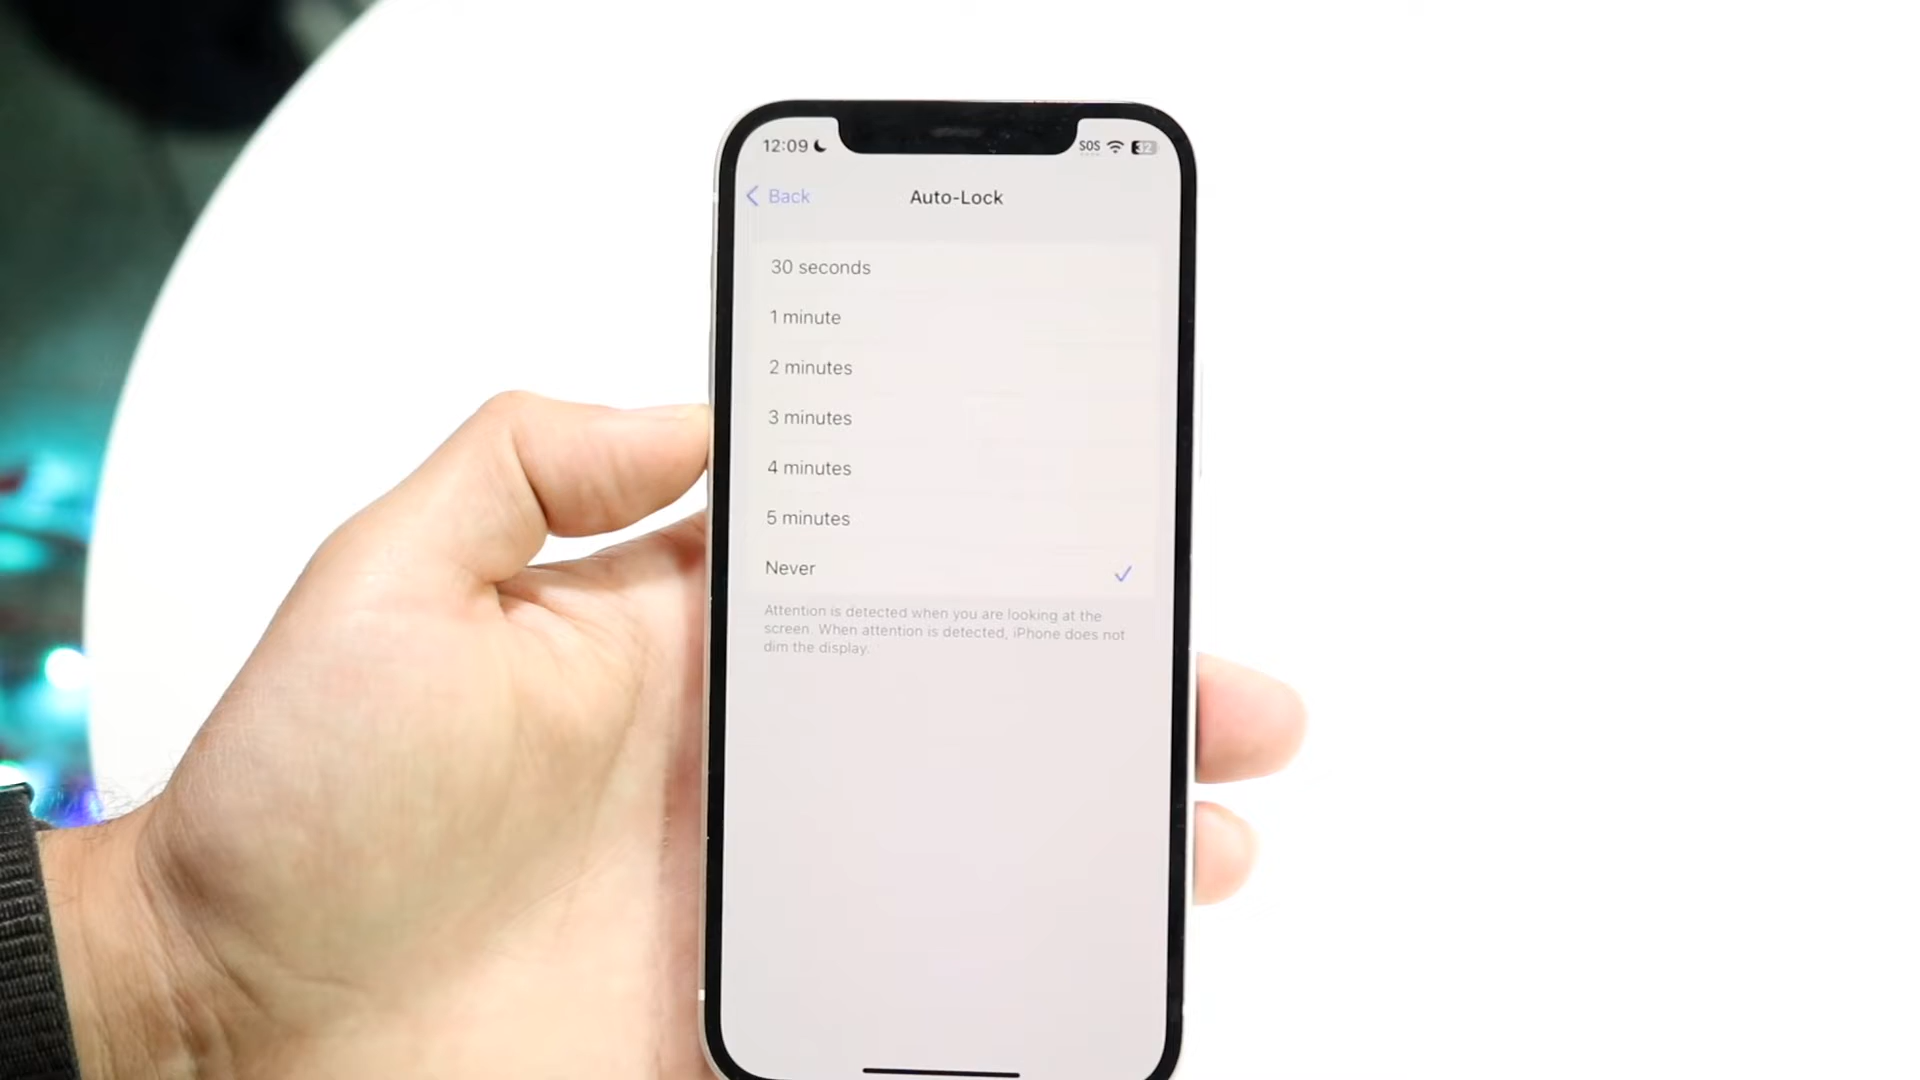 12:09 SOS 32
Back Auto-Lock
30 seconds
1 minute
2 minutes
3 minutes
4 minutes
5 minutes
Never
Attention is detected when you are looking at the
screen. When attention is detected, iPhone does not
dim the display.